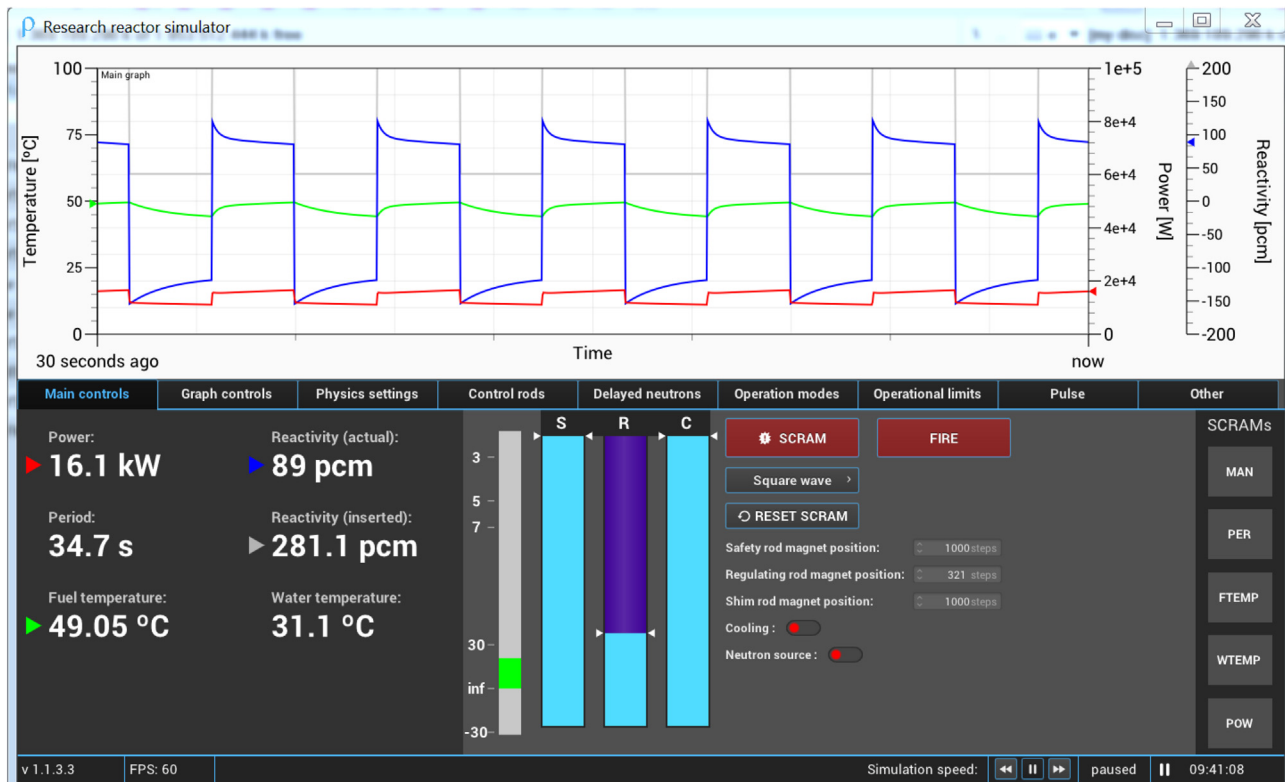 Research reactor simulator
Main graph
100
75
50
25
0
Temperature [ºC]
1e+5
8e+4
6e+4
4e+4
2e+4
0
Power [W]
200
150
100
50
0
-50
-100
-150
-200
Reactivity [pcm]
30 seconds ago
Time
now
Main controls
Graph controls
Physics settings
Control rods
Delayed neutrons
Operation modes
Operational limits
Pulse
Other
Power:
16.1 kW
Reactivity (actual):
89 pcm
Period:
34.7 s
Reactivity (inserted):
281.1 pcm
Fuel temperature:
49.05 ºC
Water temperature:
31.1 ºC
3
5
7
30
inf
-30
S
R
C
SCRAM
FIRE
Square wave
RESET SCRAM
Safety rod magnet position: 1000 steps
Regulating rod magnet position: 321 steps
Shim rod magnet position: 1000 steps
Cooling :
Neutron source :
SCRAMs
MAN
PER
FTEMP
WTEMP
POW
v 1.1.3.3
FPS: 60
Simulation speed:
paused
09:41:08